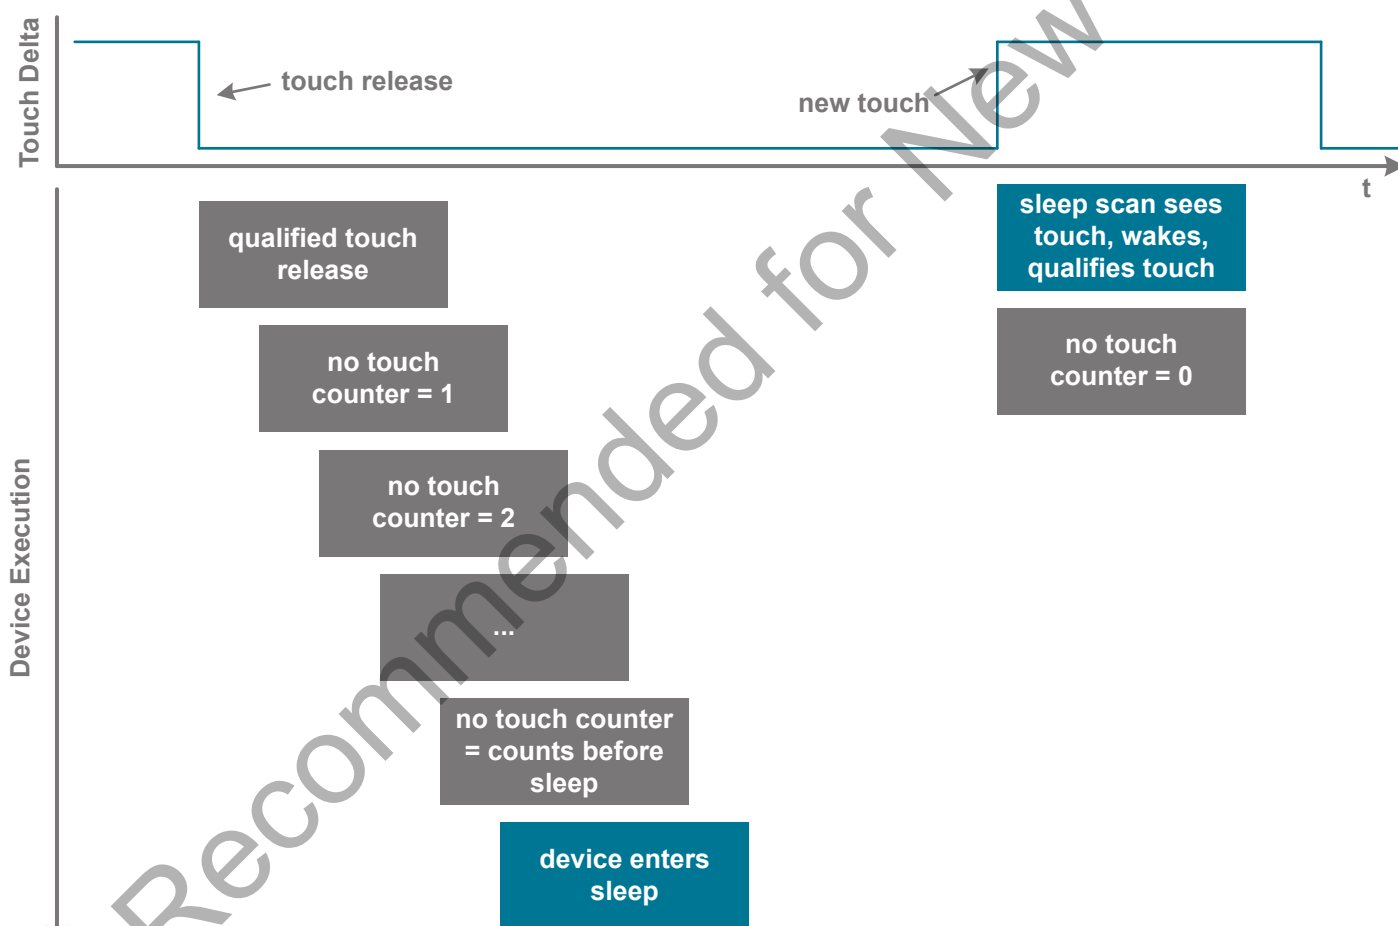 Touch Delta
touch release
new touch
t
Device Execution
qualified touch
release
no touch
counter = 1
no touch
counter = 2
...
no touch counter
= counts before
sleep
device enters
sleep
sleep scan sees
touch, wakes,
qualifies touch
no touch
counter = 0
Recommended for New